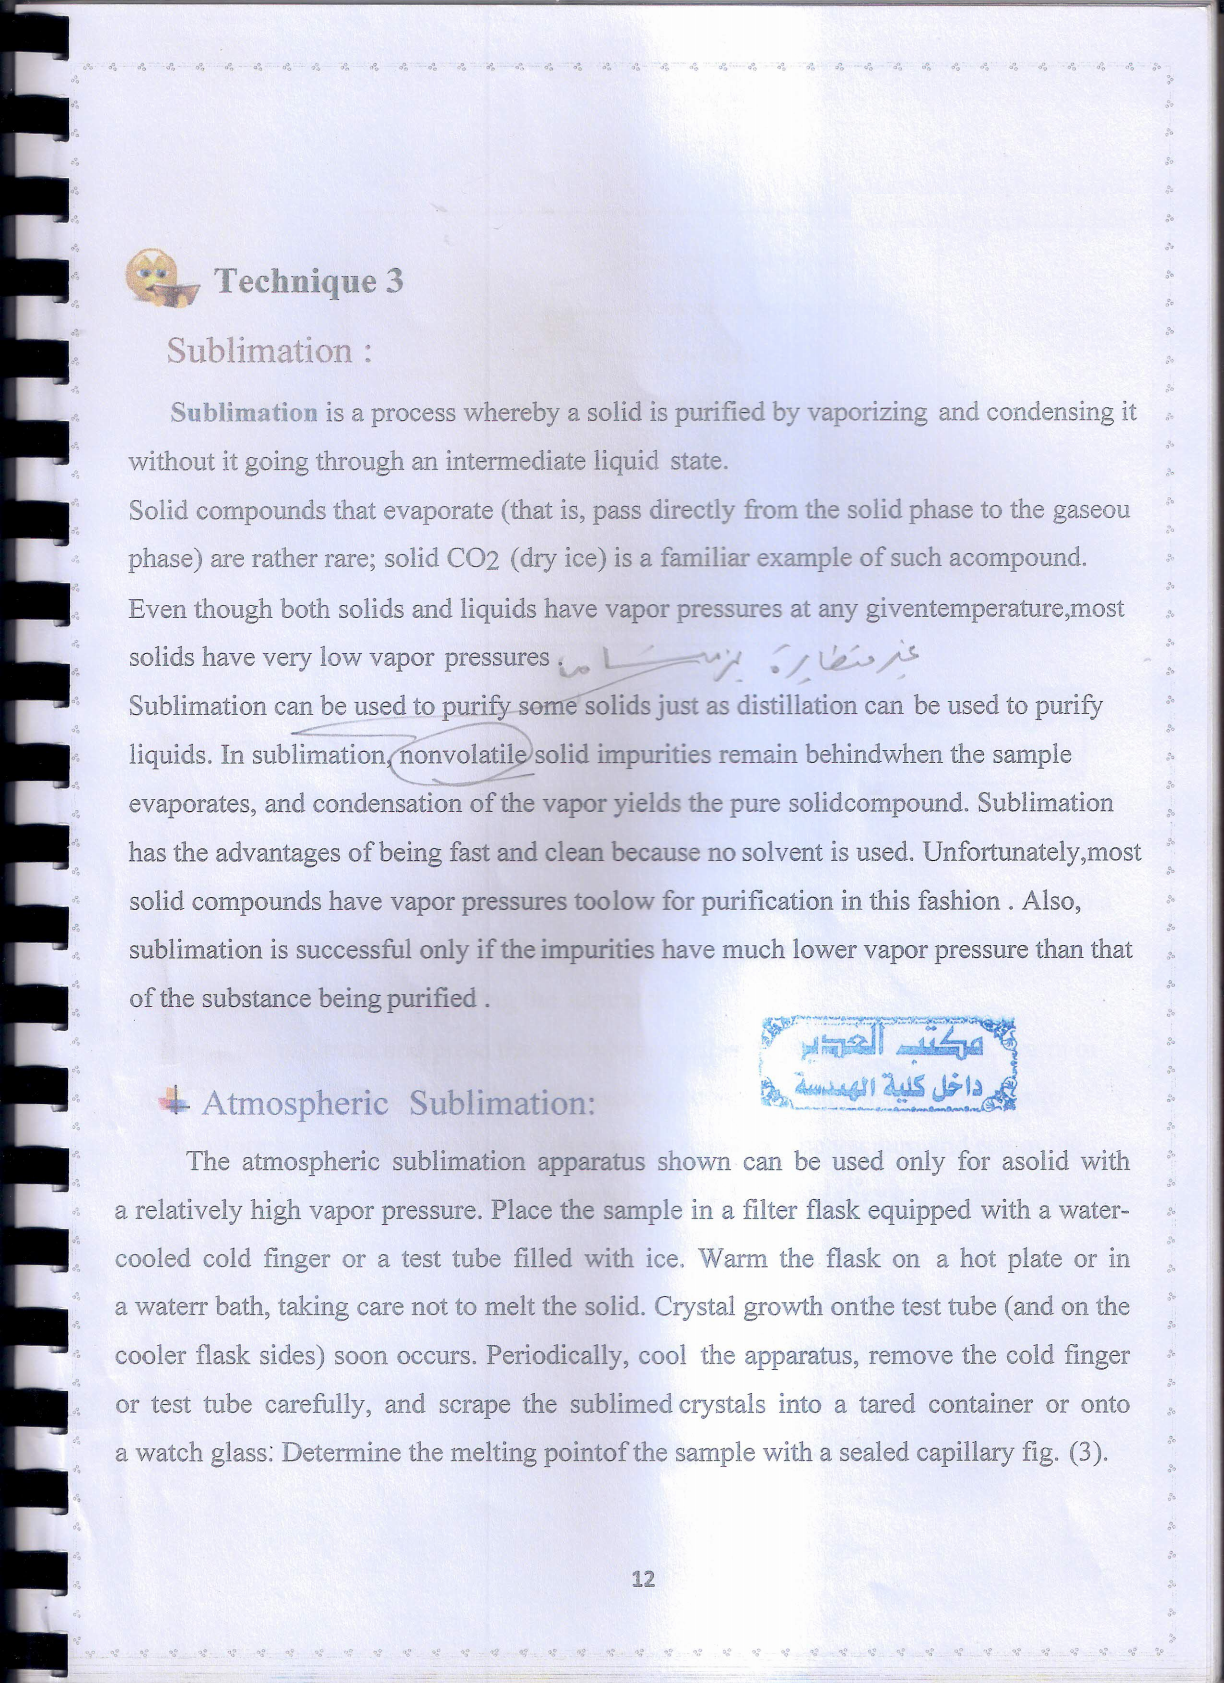 Technique 3
Sublimation :
Sublimation is a process whereby a solid is purified by vaporizing and condensing it
without it going through an intermediate liquid state.
Solid compounds that evaporate (that is, pass directly from the solid phase to the gaseou
phase) are rather rare; solid CO2 (dry ice) is a familiar example of such acompound.
Even though both solids and liquids have vapor pressures at any giventemperature,most
solids have very low vapor pressures .
Sublimation can be used to purify some solids just as distillation can be used to purify
liquids. In sublimation, nonvolatile solid impurities remain behindwhen the sample
evaporates, and condensation of the vapor yields the pure solidcompound. Sublimation
has the advantages of being fast and clean because no solvent is used. Unfortunately,most
solid compounds have vapor pressures toolow for purification in this fashion . Also,
sublimation is successful only if the impurities have much lower vapor pressure than that
of the substance being purified .
مكتب الغدير
داخل كلية الهندسة
Atmospheric Sublimation:
The atmospheric sublimation apparatus shown can be used only for asolid with
a relatively high vapor pressure. Place the sample in a filter flask equipped with a water-
cooled cold finger or a test tube filled with ice. Warm the flask on a hot plate or in
a waterr bath, taking care not to melt the solid. Crystal growth onthe test tube (and on the
cooler flask sides) soon occurs. Periodically, cool the apparatus, remove the cold finger
or test tube carefully, and scrape the sublimed crystals into a tared container or onto
a watch glass: Determine the melting pointof the sample with a sealed capillary fig. (3).
12